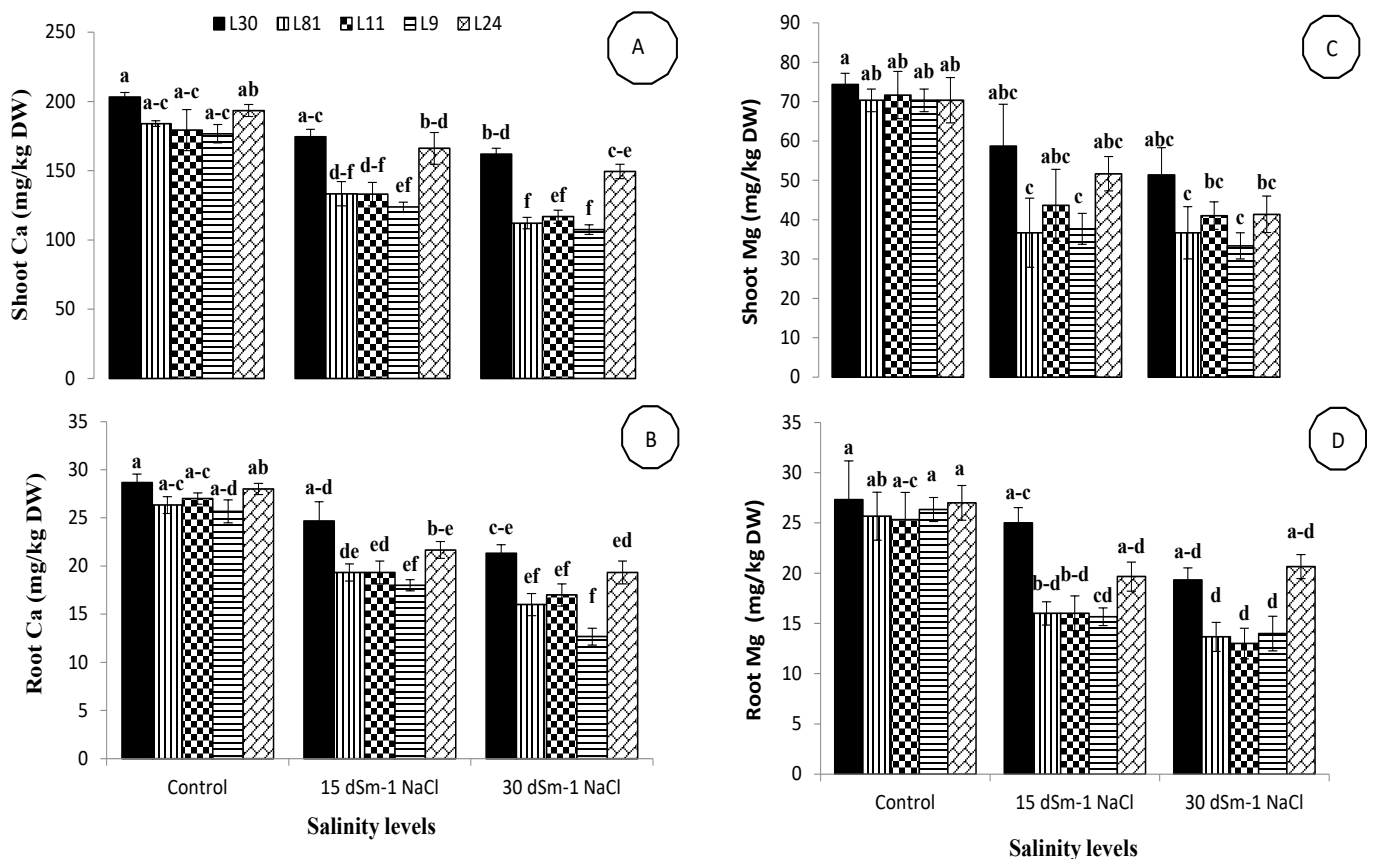 L30 L81 L11 L9 L24
A
Shoot Ca (mg/kg DW)
250
200
150
100
50
0
a a-c a-c a-c ab
a-c d-f d-f ef b-d
b-d f ef f c-e
C
Shoot Mg (mg/kg DW)
90
80
70
60
50
40
30
20
10
0
a ab ab ab ab
abc c abc c abc
abc c bc c bc
B
Root Ca (mg/kg DW)
35
30
25
20
15
10
5
0
a a-c a-c a-d ab
a-d de ed ef b-e
c-e ef ef f ed
Control 15 dSm-1 NaCl 30 dSm-1 NaCl
Salinity levels
D
Root Mg (mg/kg DW)
35
30
25
20
15
10
5
0
a ab a-c a a
a-c b-d b-d cd a-d
a-d d d d a-d
Control 15 dSm-1 NaCl 30 dSm-1 NaCl
Salinity levels